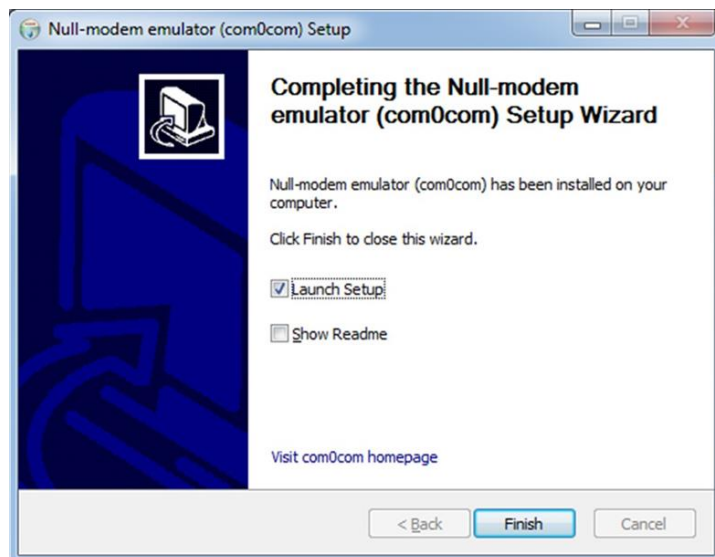 Null-modem emulator (com0com) Setup
Completing the Null-modem
emulator (com0com) Setup Wizard
Null-modem emulator (com0com) has been installed on your
computer.
Click Finish to close this wizard.
Launch Setup
Show Readme
Visit com0com homepage
< Back
Finish
Cancel